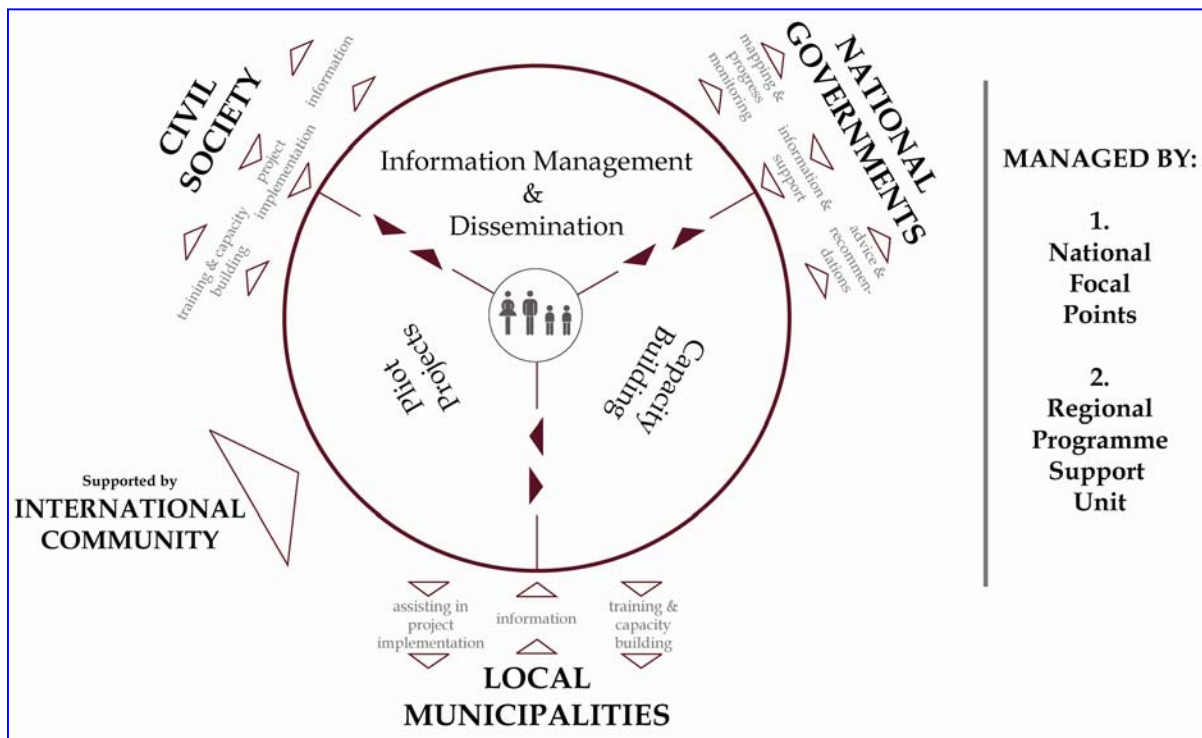 CIVIL
SOCIETY
information
project
implementation
training & capacity
building
NATIONAL
GOVERNMENTS
mapping &
progress
monitoring
information &
support
advice &
recommen-
dations
Information Management
&
Dissemination
Pliot
Projects
Capacity
Building
Supported by
INTERNATIONAL
COMMUNITY
assisting in
project
implementation
information
training &
capacity
building
LOCAL
MUNICIPALITIES
MANAGED BY:
1.
National
Focal
Points
2.
Regional
Programme
Support
Unit